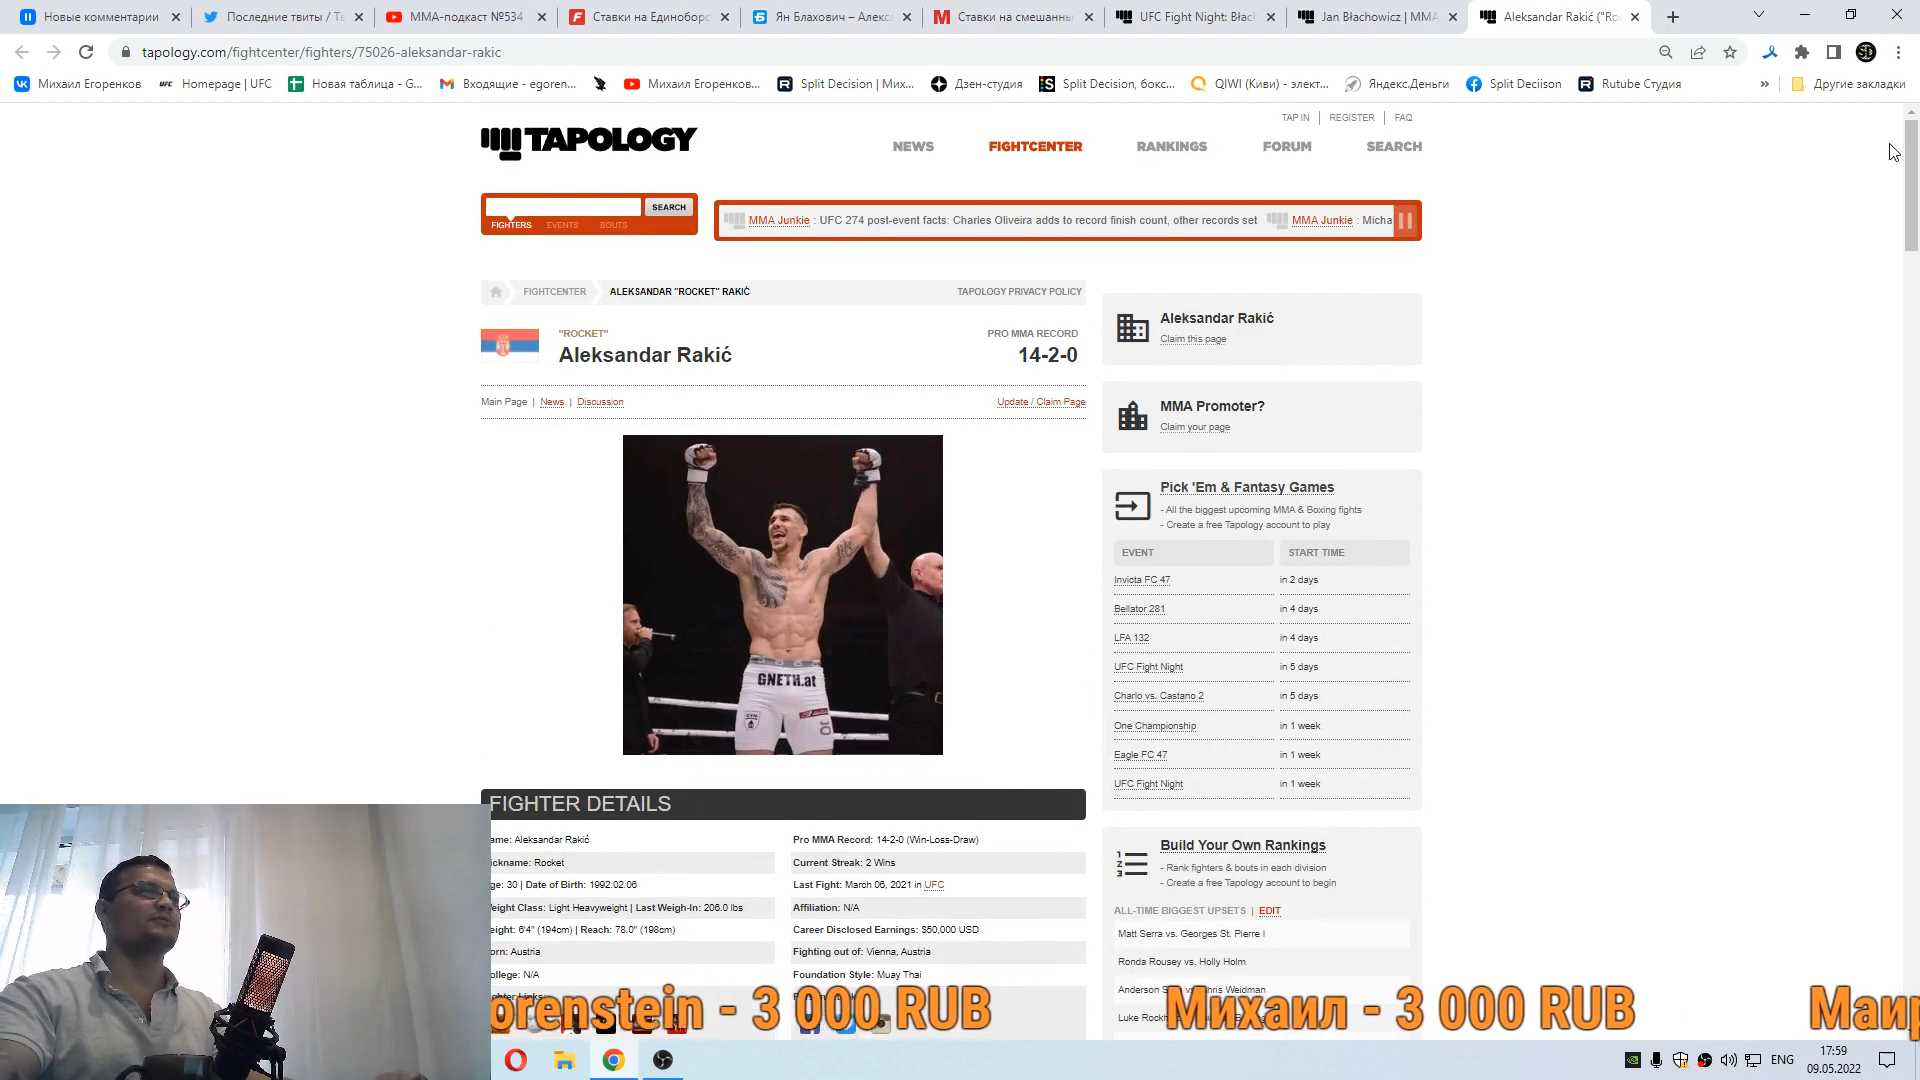 Новые комментарии
Последние твиты / Тв
ММА-подкаст №534
Ставки на Единоборс
Ян Блахович – Алекса
Ставки на смешанны
UFC Fight Night: Błach
Jan Błachowicz | MMA
Aleksandar Rakić ("Ro
tapology.com/fightcenter/fighters/75026-aleksandar-rakic
Михаил Егоренков
Homepage | UFC
Новая таблица - G...
Входящие - egoren...
Михаил Егоренков...
Split Decision | Мих...
Дзен-студия
Split Decision, бокс...
QIWI (Киви) - элект...
Яндекс.Деньги
Split Deciison
Rutube Студия
»
Другие закладки
TAP IN | REGISTER | FAQ
TAPOLOGY
NEWS FIGHTCENTER RANKINGS FORUM SEARCH
SEARCH
FIGHTERS EVENTS BOUTS
MMA Junkie : UFC 274 post-event facts: Charles Oliveira adds to record finish count, other records set
MMA Junkie : Micha
FIGHTCENTER
ALEKSANDAR "ROCKET" RAKIĆ
TAPOLOGY PRIVACY POLICY
"ROCKET"
Aleksandar Rakić
PRO MMA RECORD
14-2-0
Main Page | News | Discussion
Update / Claim Page
GNETH.at
FIGHTER DETAILS
ame: Aleksandar Rakić
Pro MMA Record: 14-2-0 (Win-Loss-Draw)
ickname: Rocket
Current Streak: 2 Wins
ge: 30 | Date of Birth: 1992.02.06
Last Fight: March 06, 2021 in UFC
eight Class: Light Heavyweight | Last Weigh-In: 206.0 lbs
Affiliation: N/A
eight: 6'4" (194cm) | Reach: 78.0" (198cm)
Career Disclosed Earnings: $50,000 USD
orn: Austria
Fighting out of: Vienna, Austria
ollege: N/A
Foundation Style: Muay Thai
Aleksandar Rakić
Claim this page
MMA Promoter?
Claim your page
Pick 'Em & Fantasy Games
- All the biggest upcoming MMA & Boxing fights
- Create a free Tapology account to play
EVENT START TIME
Invicta FC 47 in 2 days
Bellator 281 in 4 days
LFA 132 in 4 days
UFC Fight Night in 5 days
Charlo vs. Castano 2 in 5 days
One Championship in 1 week
Eagle FC 47 in 1 week
UFC Fight Night in 1 week
Build Your Own Rankings
- Rank fighters & bouts in each division
- Create a free Tapology account to begin
ALL-TIME BIGGEST UPSETS | EDIT
Matt Serra vs. Georges St. Pierre I
Ronda Rousey vs. Holly Holm
Anderson S vs. hris Weidman
Luke Rockh
orenstein - 3 000 RUB
Михаил - 3 000 RUB
Маир
ENG
17:59
09.05.2022